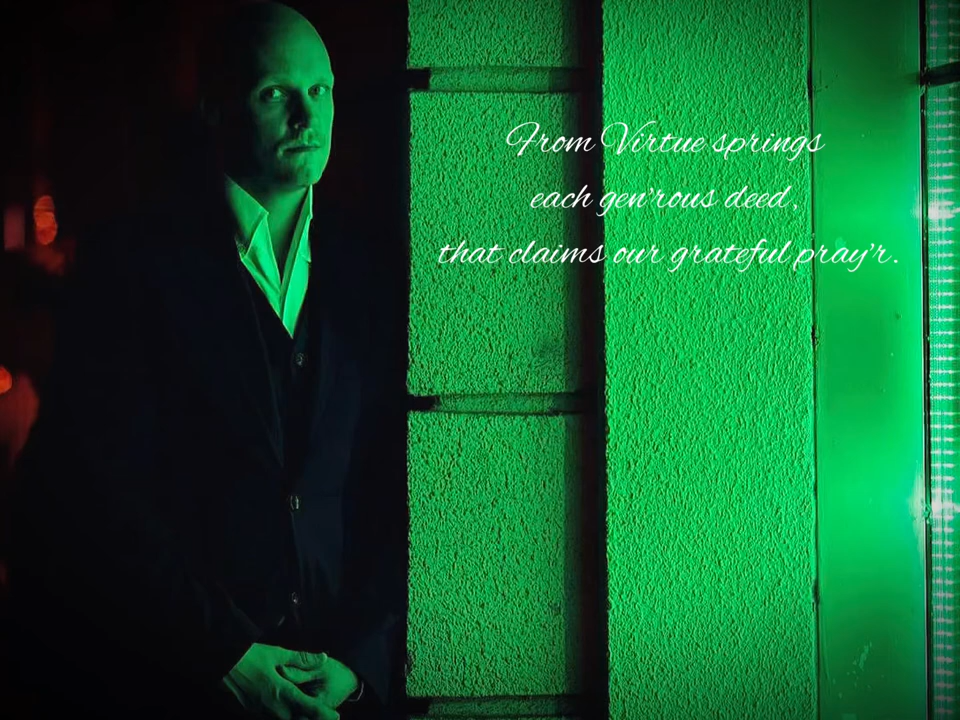 From Virtue springs
each gen'rous deed,
that claims our grateful pray'r.